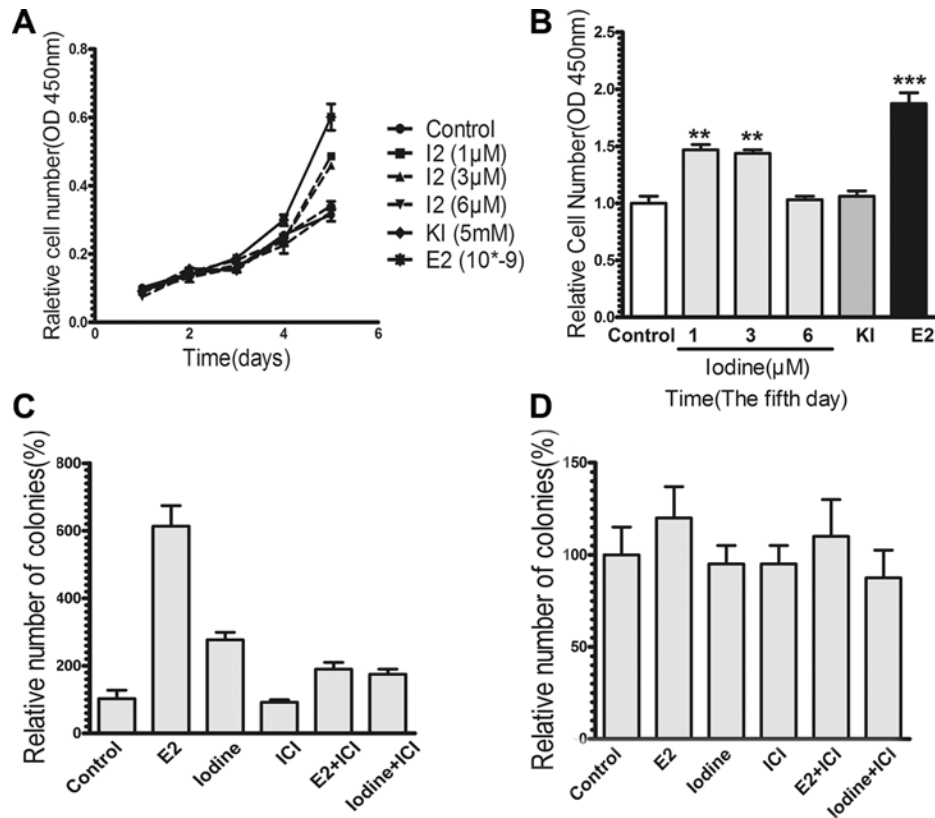 A
Raletive cell number(OD 450nm)
0.8
0.6
0.4
0.2
0.0
0 2 4 6
Time(days)
Control
I2 (1µM)
I2 (3µM)
I2 (6µM)
KI (5mM)
E2 (10*-9)
B
Relative Cell Number(OD 450nm)
2.5
2.0
1.5
1.0
0.5
0.0
** ** ***
Control 1 3 6 KI E2
Iodine(µM)
Time(The fifth day)
C
Relative number of colonies(%)
800
600
400
200
0
Control E2 Iodine ICI E2+ICI Iodine+ICI
D
Relative number of colonies(%)
150
100
50
0
Control E2 Iodine ICI E2+ICI Iodine+ICI